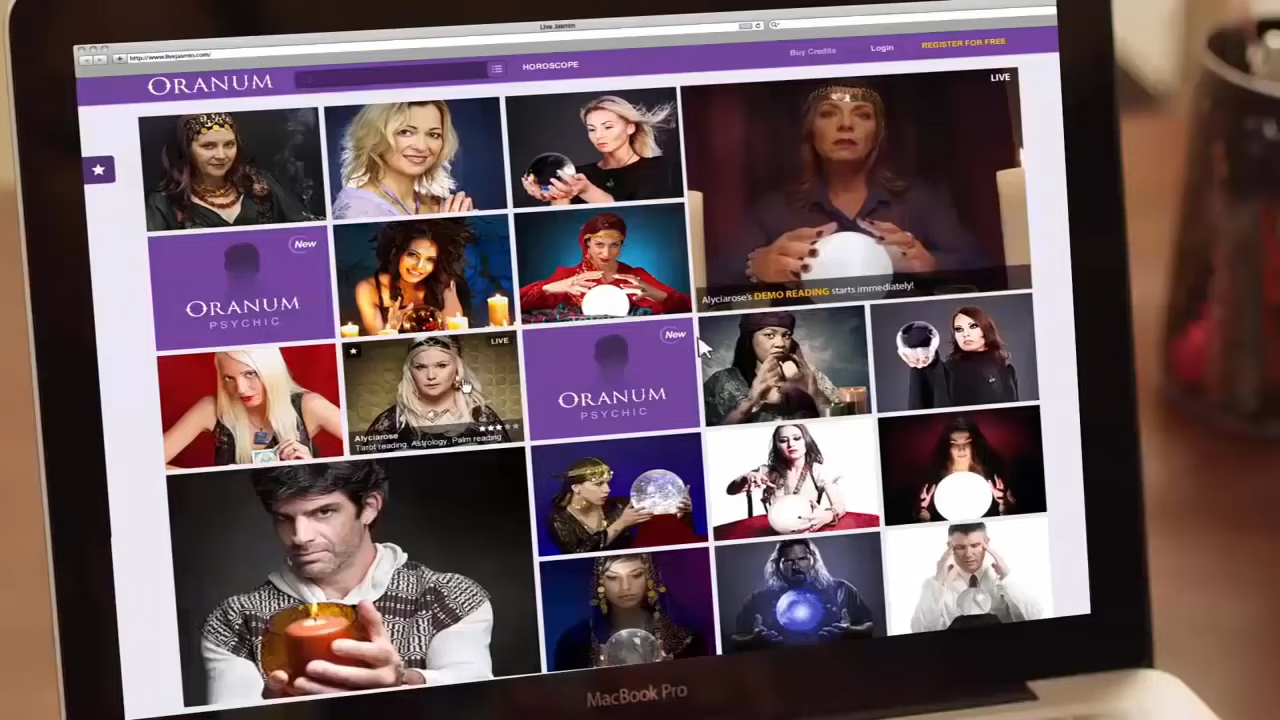 Live Jasmin
http://www.livejasmin.com/
ORANUM
HOROSCOPE
Buy Credits
Login
REGISTER FOR FREE
LIVE
New
ORANUM
PSYCHIC
Alyciarose's DEMO READING starts immediately!
LIVE
Alyciarose
Tarot reading, Astrology, Palm reading
New
ORANUM
PSYCHIC
MacBook Pro